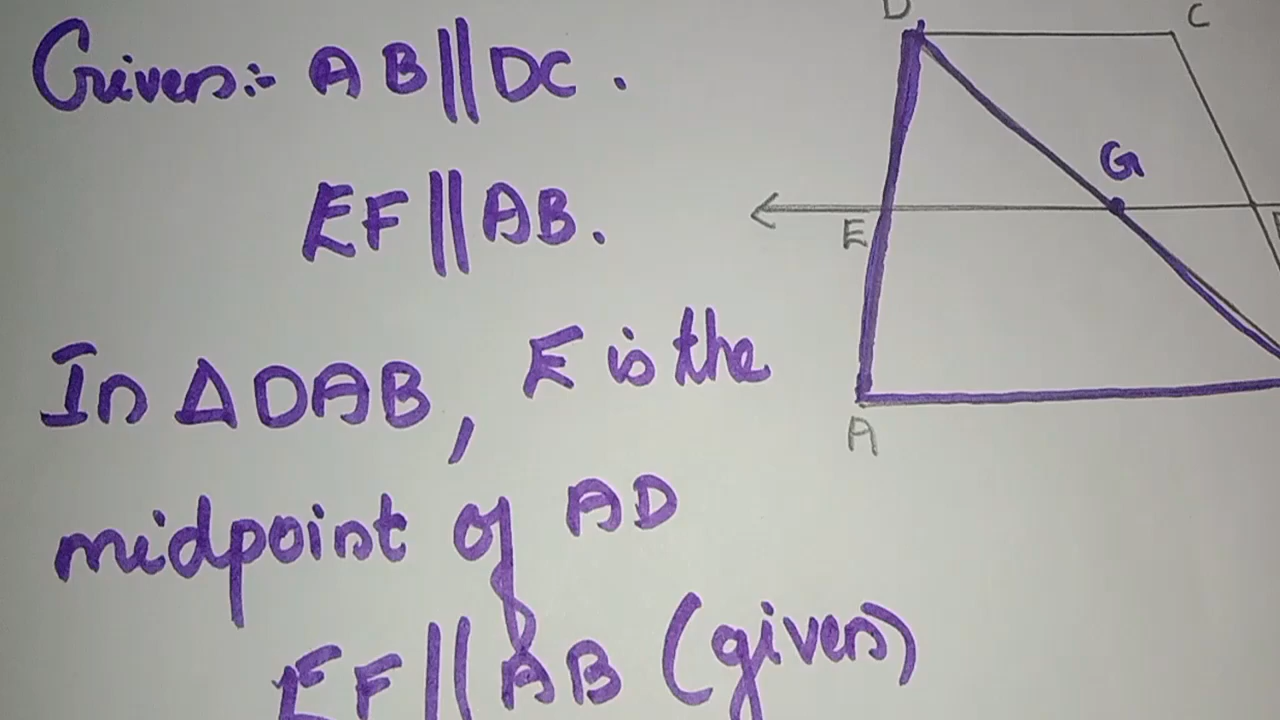 Given:- AB||DC.
EF||AB.
In ΔDAB, E is the
midpoint of AD
EF||AB (given)
D
C
G
E
A